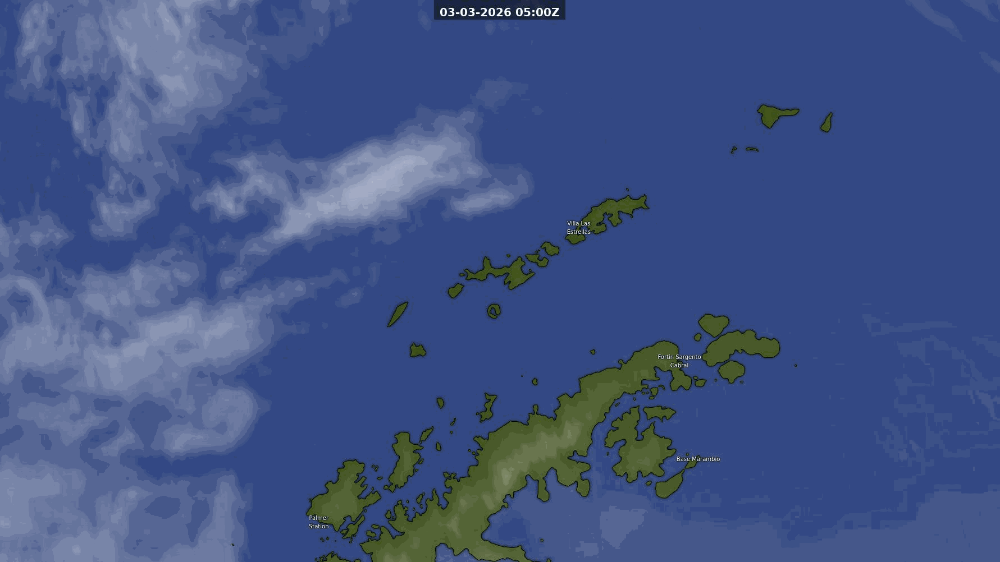 03-03-2026 05:00Z
Villa Las
Estrellas
Fortin Sargento
Cabral
Base Marambio
Palmer
Station